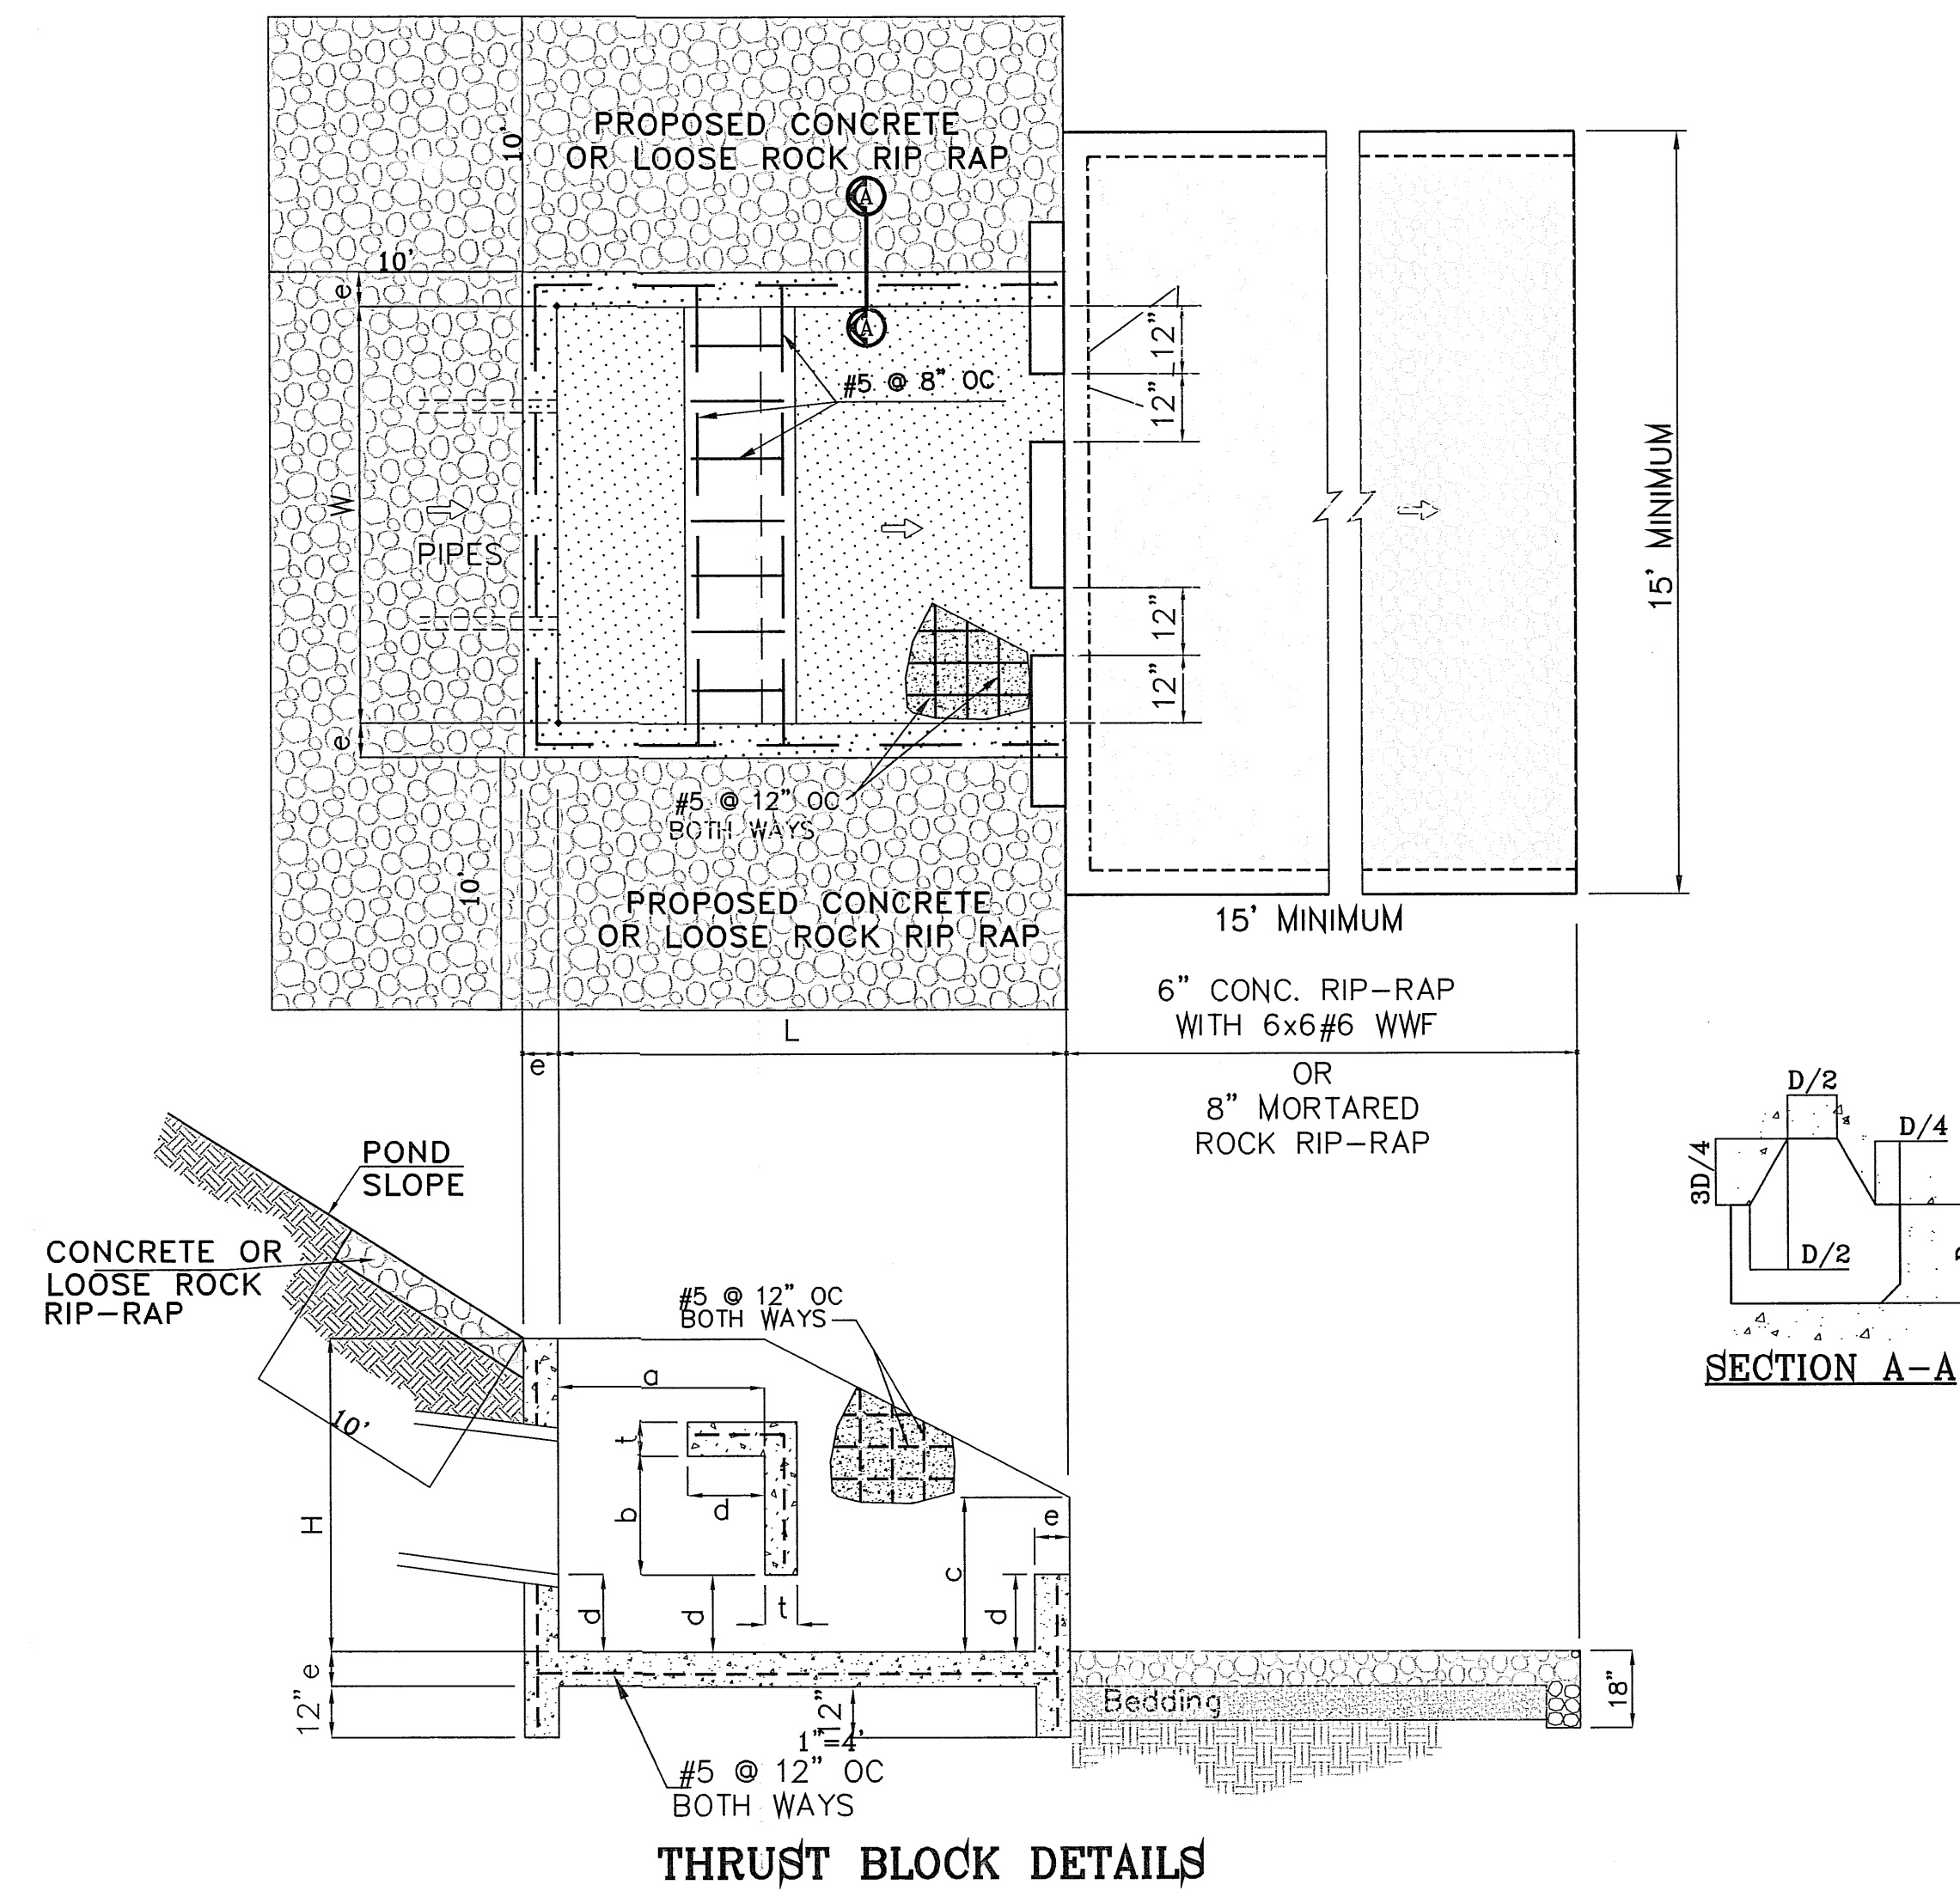 PROPOSED CONCRETE
OR LOOSE ROCK RIP RAP
10'
A
10'
e
A
12"
#5 @ 8" OC
12"
W
15' MINIMUM
PIPES
12"
12"
e
#5 @ 12" OC
BOTH WAYS
10'
PROPOSED CONCRETE
OR LOOSE ROCK RIP RAP
15' MINIMUM
6" CONC. RIP-RAP
WITH 6x6#6 WWF
L
e
OR
8" MORTARED
ROCK RIP-RAP
D/2
D/4
3D/4
D/2
SECTION A-A
POND
SLOPE
CONCRETE OR
LOOSE ROCK
RIP-RAP
#5 @ 12" OC
BOTH WAYS
a
10'
t
d
b
H
e
c
d
d
t
d
e
12"
12"
1"=4'
Bedding
18"
#5 @ 12" OC
BOTH WAYS
THRUST BLOCK DETAILS